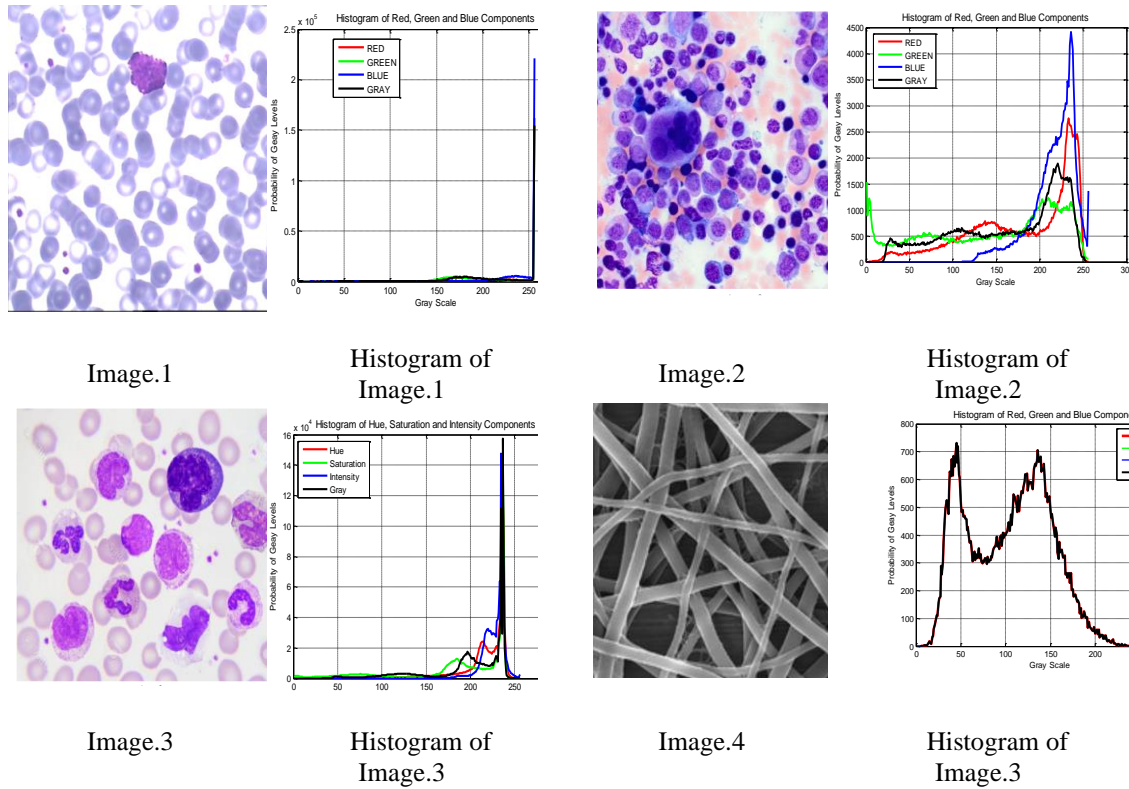 Histogram of Red, Green and Blue Components
x 10^5
2.5
2
1.5
1
0.5
0
Probability of Geay Levels
RED
GREEN
BLUE
GRAY
0 50 100 150 200 250
Gray Scale
Image.1
Histogram of
Image.1
Histogram of Red, Green and Blue Components
4500
4000
3500
3000
2500
2000
1500
1000
500
0
Probability of Geay Levels
RED
GREEN
BLUE
GRAY
0 50 100 150 200 250 300
Gray Scale
Image.2
Histogram of
Image.2
x 10^4 Histogram of Hue, Saturation and Intensity Components
16
14
12
10
8
6
4
2
0
Probability of Geay Levels
Hue
Saturation
Intensity
Gray
0 50 100 150 200 250
Gray Scale
Image.3
Histogram of
Image.3
Histogram of Red, Green and Blue Compo
800
700
600
500
400
300
200
100
0
Probability of Geay Levels
0 50 100 150 200
Gray Scale
Image.4
Histogram of
Image.3